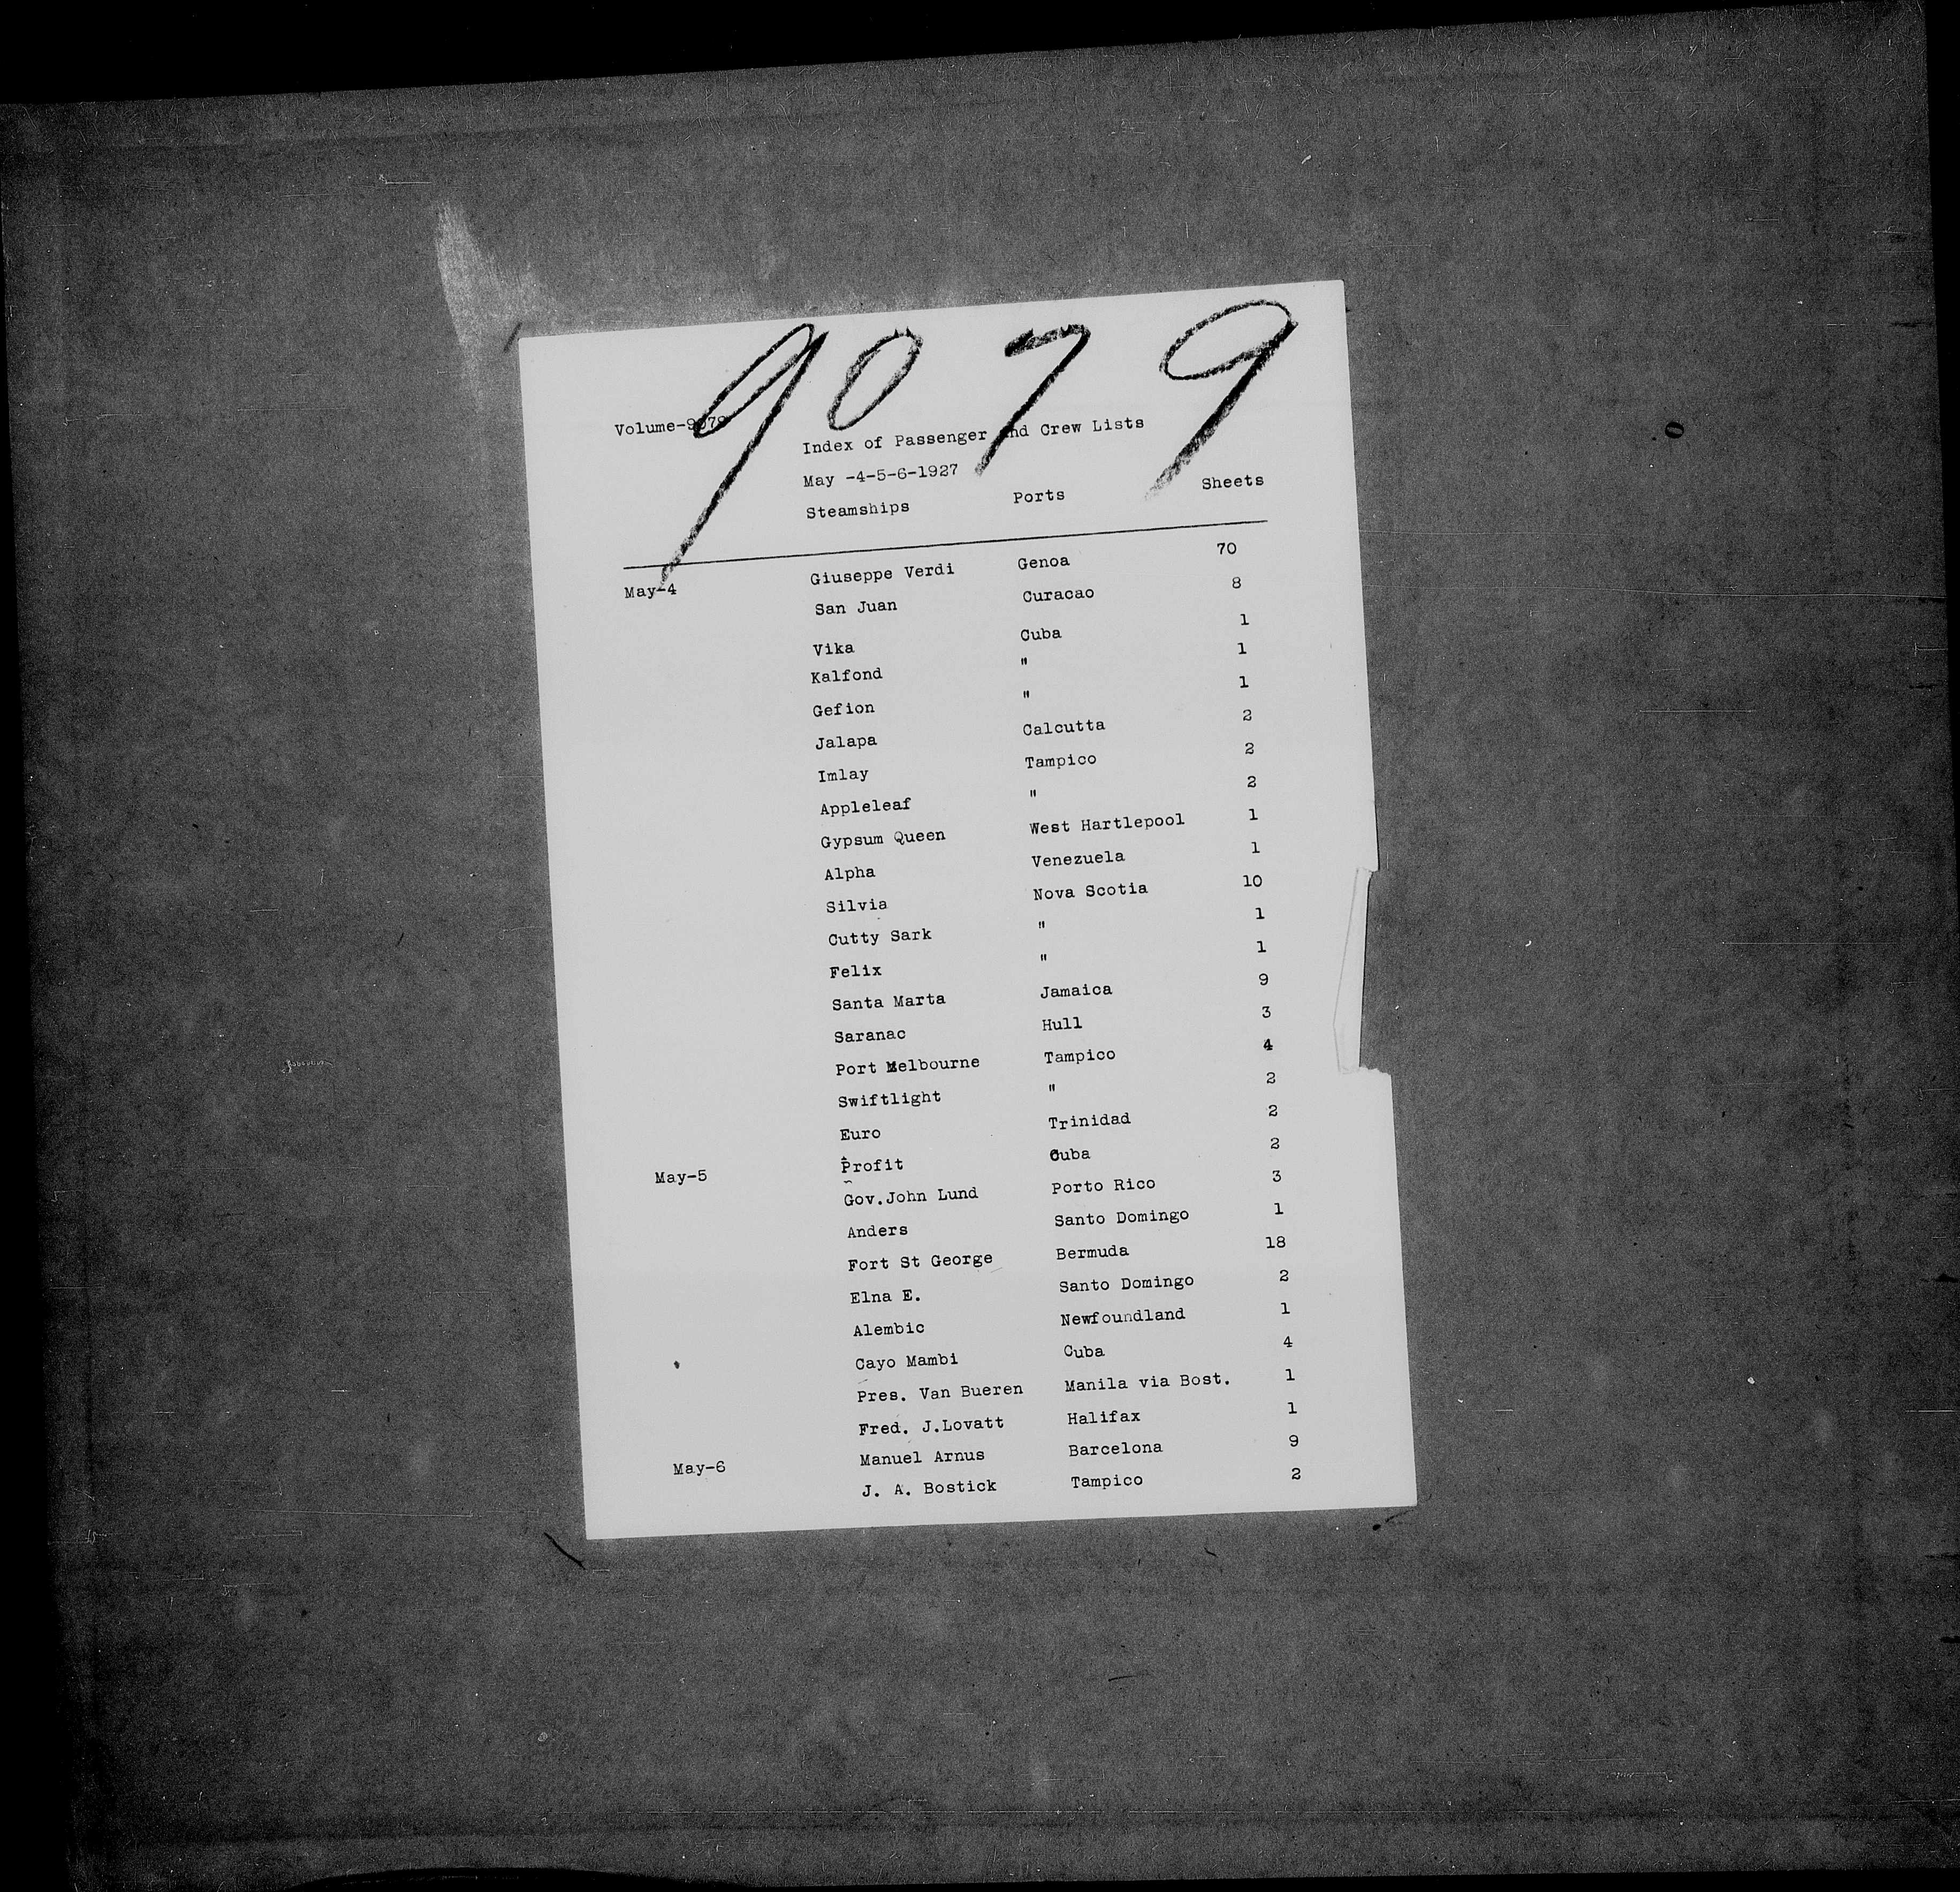 9079
Volume-9079
Index of Passenger and Crew Lists
May -4-5-6-1927
Steamships Ports Sheets
May-4 Giuseppe Verdi Genoa 70
San Juan Curacao 8
Vika Cuba 1
Kalfond " 1
Gefion " 1
Jalapa Calcutta 2
Imlay Tampico 2
Appleleaf " 2
Gypsum Queen West Hartlepool 1
Alpha Venezuela 1
Silvia Nova Scotia 10
Cutty Sark " 1
Felix " 1
Santa Marta Jamaica 9
Saranac Hull 3
Port Melbourne Tampico 4
Swiftlight " 2
Euro Trinidad 2
May-5 Profit Cuba 2
Gov.John Lund Porto Rico 3
Anders Santo Domingo 1
Fort St George Bermuda 18
Elna E. Santo Domingo 2
Alembic Newfoundland 1
Cayo Mambi Cuba 4
Pres. Van Bueren Manila via Bost. 1
Fred. J.Lovatt Halifax 1
May-6 Manuel Arnus Barcelona 9
J. A. Bostick Tampico 2